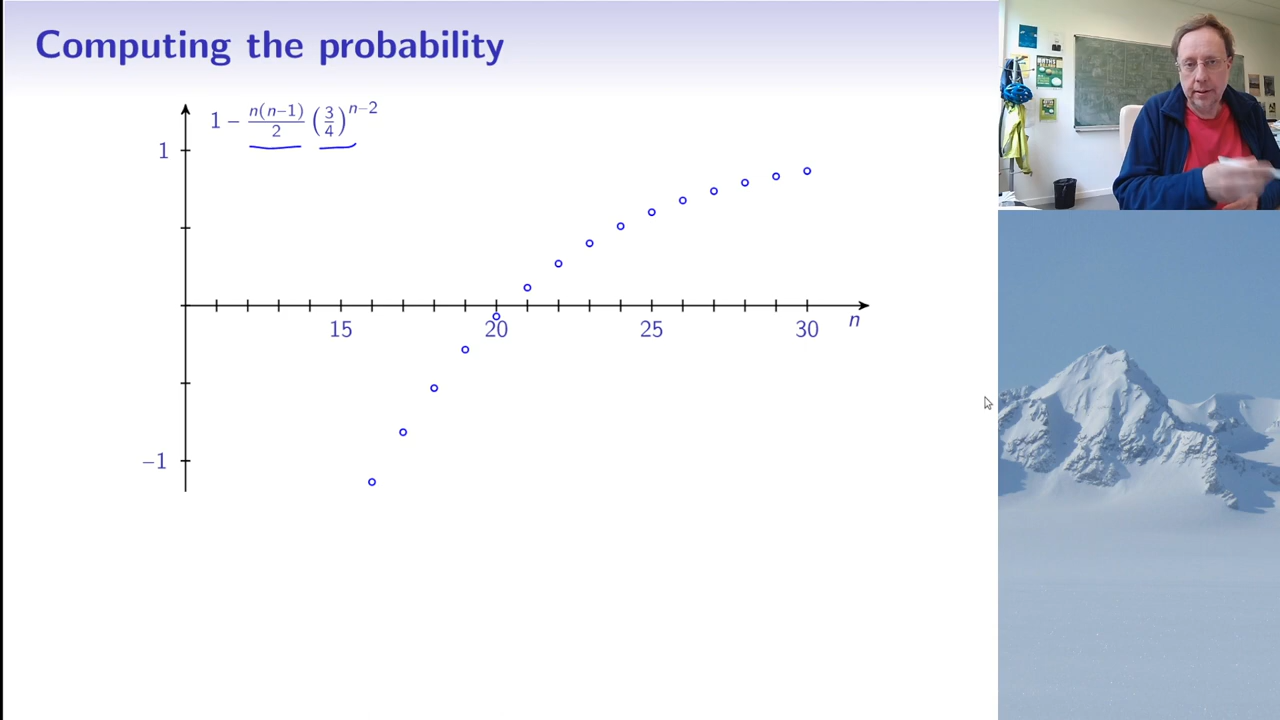 Computing the probability
1 − n(n−1)/2 (3/4)^{n−2}
1
15 20 25 30 n
−1